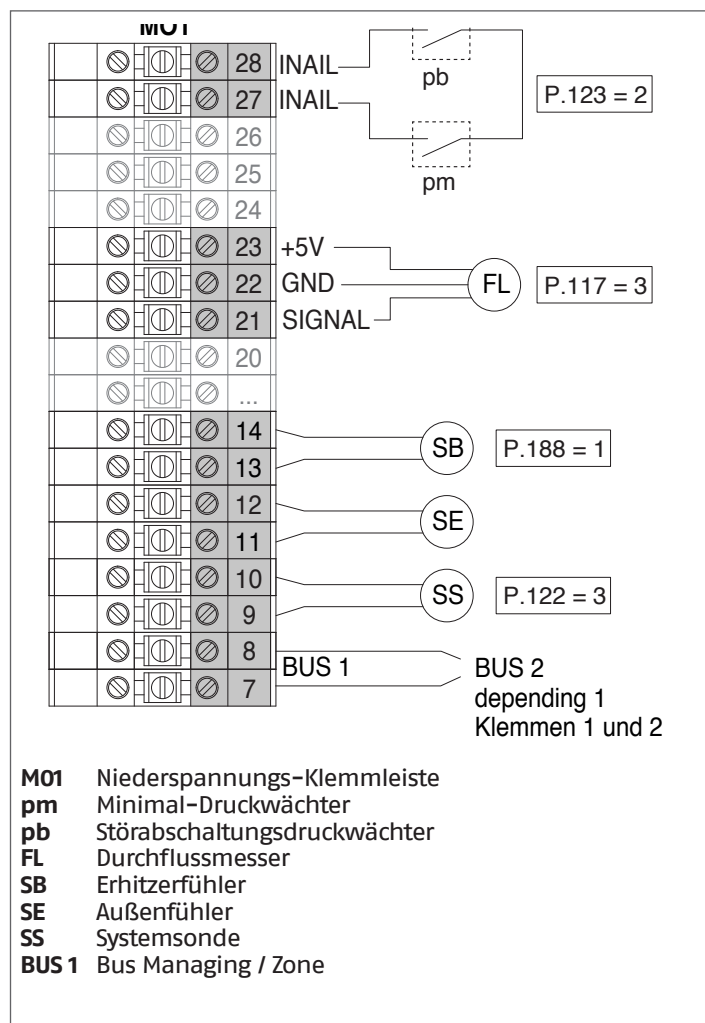 M01
28 INAIL
pb
27 INAIL
P.123 = 2
26
25
pm
24
23 +5V
22 GND FL P.117 = 3
21 SIGNAL
20
...
14
SB P.188 = 1
13
12
SE
11
10
SS P.122 = 3
9
8
BUS 1 BUS 2
7
depending 1
Klemmen 1 und 2
M01 Niederspannungs-Klemmleiste
pm Minimal-Druckwächter
pb Störabschaltungsdruckwächter
FL Durchflussmesser
SB Erhitzerfühler
SE Außenfühler
SS Systemsonde
BUS 1 Bus Managing / Zone